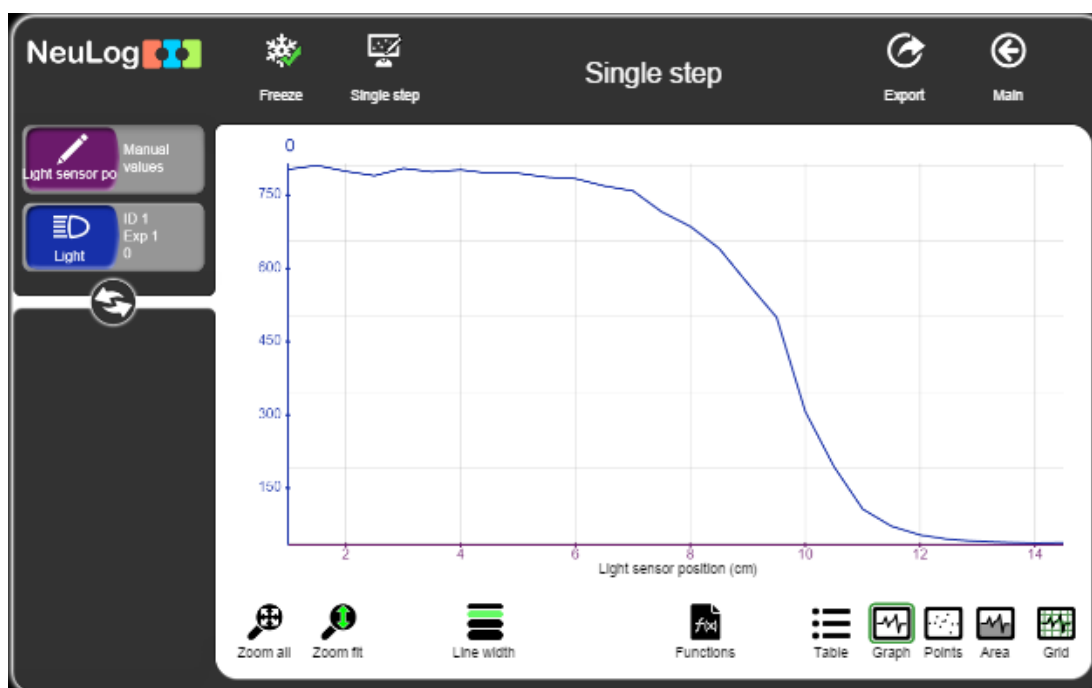 NeuLog
Freeze
Single step
Single step
Export
Main
Light sensor po
Manual
values
Light
ID 1
Exp 1
0
0
750
600
450
300
150
2 4 6 8 10 12 14
Light sensor position (cm)
Zoom all
Zoom fit
Line width
f(x)
Functions
Table
Graph
Points
Area
Grid